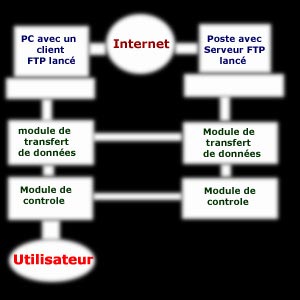 PC avec un
client
FTP lancé
Internet
Poste avec
Serveur FTP
lancé
module de
transfert
de données
Module de
transfert
de données
Module de
controle
Module de
controle
Utilisateur